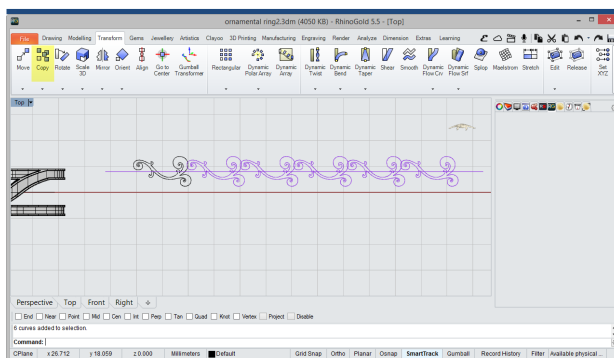 ornamental ring2.3dm (4050 KB) - RhinoGold 5.5 - [Top]
File Drawing Modelling Transform Gems Jewellery Artistics Clayoo 3D Printing Manufacturing Engraving Render Analyze Dimension Extras Learning
Move Copy Rotate Scale 3D Mirror Orient Align Go to Center Gumball Transformer Rectangular Dynamic Polar Array Dynamic Array Dynamic Twist Dynamic Bend Dynamic Taper Shear Smooth Dynamic Flow Crv Dynamic Flow Srf Splop Maelstrom Stretch Edit Release Set XYZ
Top
Perspective Top Front Right
End Near Point Mid Cen Int Perp Tan Quad Knot Vertex Project Disable
6 curves added to selection.
Command:
CPlane x 26.712 y 18.059 z 0.000 Millimeters Default Grid Snap Ortho Planar Osnap SmartTrack Gumball Record History Filter Available physical...